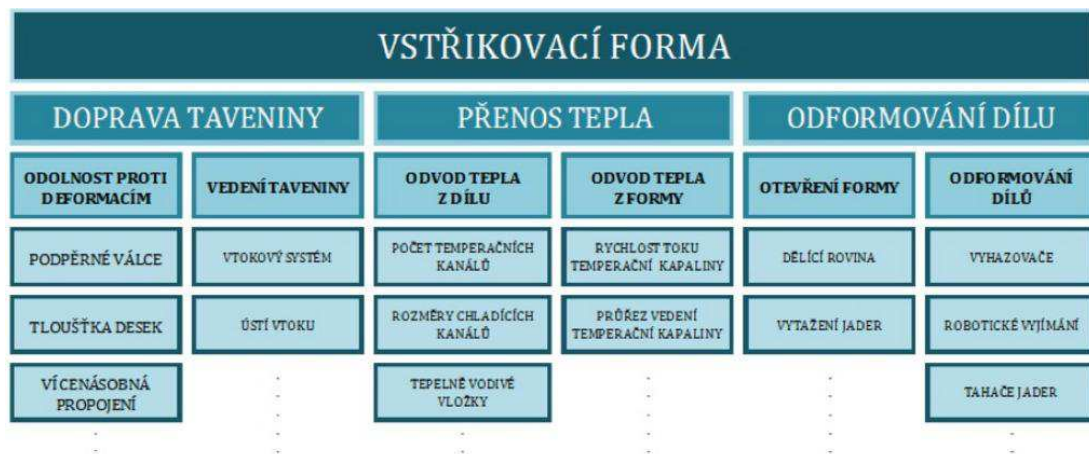 VSTŘIKOVACÍ FORMA
DOPRAVA TAVENINY
PŘENOS TEPLA
ODFORMOVÁNÍ DÍLU
ODOLNOST PROTI
DEFORMACÍM
VEDENÍ TAVENINY
ODVOD TEPLA
Z DÍLU
ODVOD TEPLA
Z FORMY
OTEVŘENÍ FORMY
ODFORMOVÁNÍ
DÍLŮ
PODPĚRNÉ VÁLCE
VTOKOVÝ SYSTÉM
POČET TEMPERAČNÍCH
KANÁLŮ
RYCHLOST TOKU
TEMPERAČNÍ KAPALINY
DĚLÍCÍ ROVINA
VYHAZOVAČE
TLOUŠŤKA DESEK
ÚSTÍ VTOKU
ROZMĚRY CHLADÍCÍCH
KANÁLŮ
PRŮŘEZ VEDENÍ
TEMPERAČNÍ KAPALINY
VYTAŽENÍ JADER
ROBOTICKÉ VYJÍMÁNÍ
VÍCENÁSOBNÁ
PROPOJENÍ
TEPELNĚ VODIVÉ
VLOŽKY
TAHAČE JADER